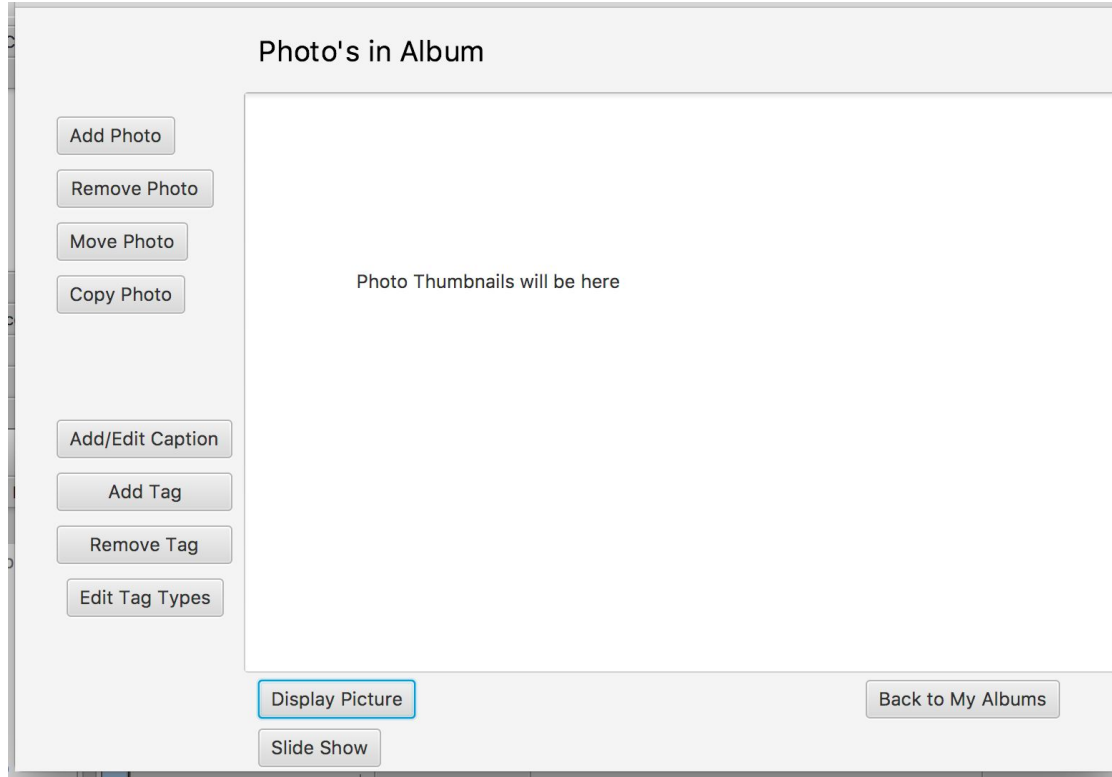 Photo's in Album
Add Photo
Remove Photo
Move Photo
Copy Photo
Photo Thumbnails will be here
Add/Edit Caption
Add Tag
Remove Tag
Edit Tag Types
Display Picture
Back to My Albums
Slide Show